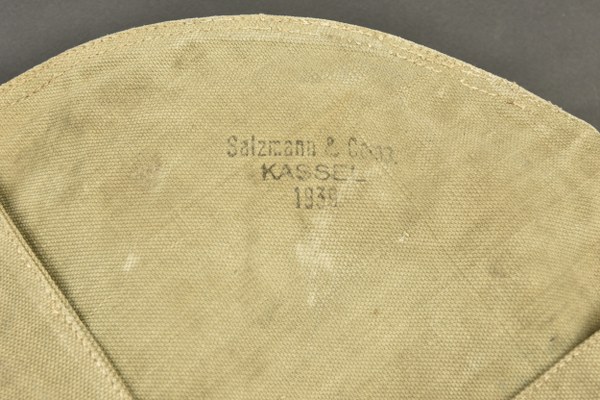 Salzmann & Comp.
KASSEL
1939